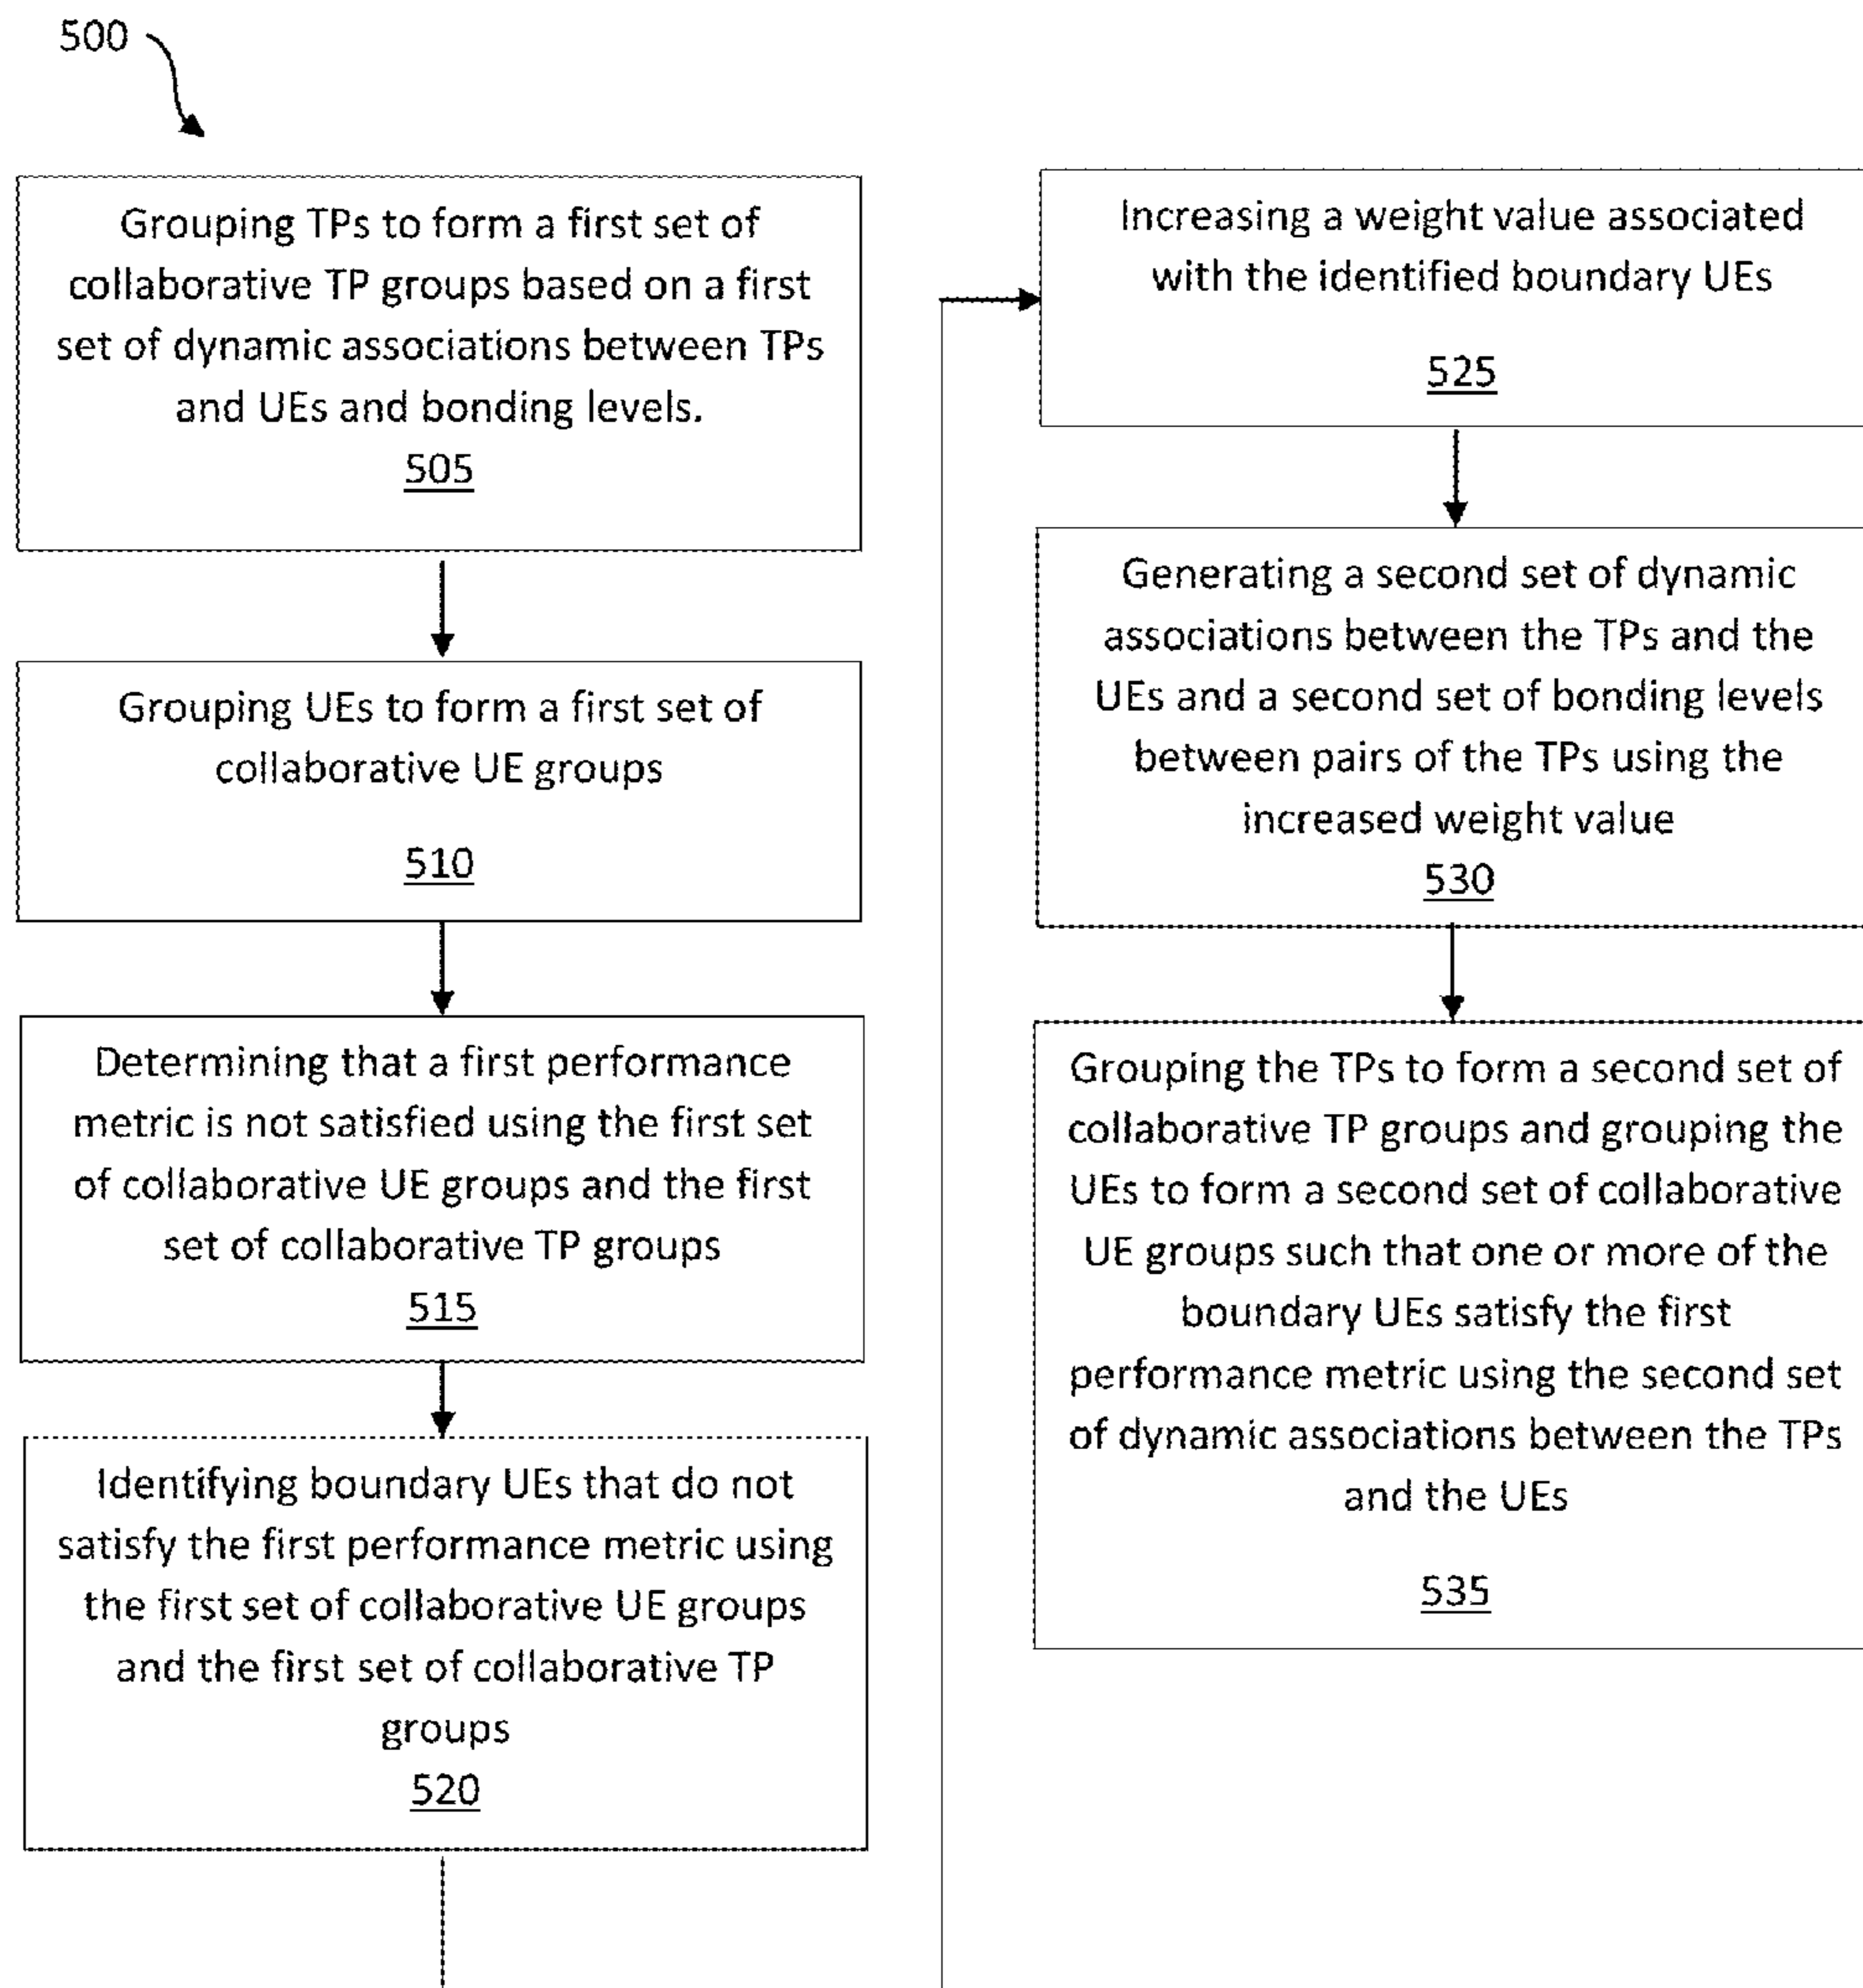 500
Grouping TPs to form a first set of
collaborative TP groups based on a first
set of dynamic associations between TPs
and UEs and bonding levels.
505
Grouping UEs to form a first set of
collaborative UE groups
510
Determining that a first performance
metric is not satisfied using the first set
of collaborative UE groups and the first
set of collaborative TP groups
515
Identifying boundary UEs that do not
satisfy the first performance metric using
the first set of collaborative UE groups
and the first set of collaborative TP
groups
520
Increasing a weight value associated
with the identified boundary UEs
525
Generating a second set of dynamic
associations between the TPs and the
UEs and a second set of bonding levels
between pairs of the TPs using the
increased weight value
530
Grouping the TPs to form a second set of
collaborative TP groups and grouping the
UEs to form a second set of collaborative
UE groups such that one or more of the
boundary UEs satisfy the first
performance metric using the second set
of dynamic associations between the TPs
and the UEs
535